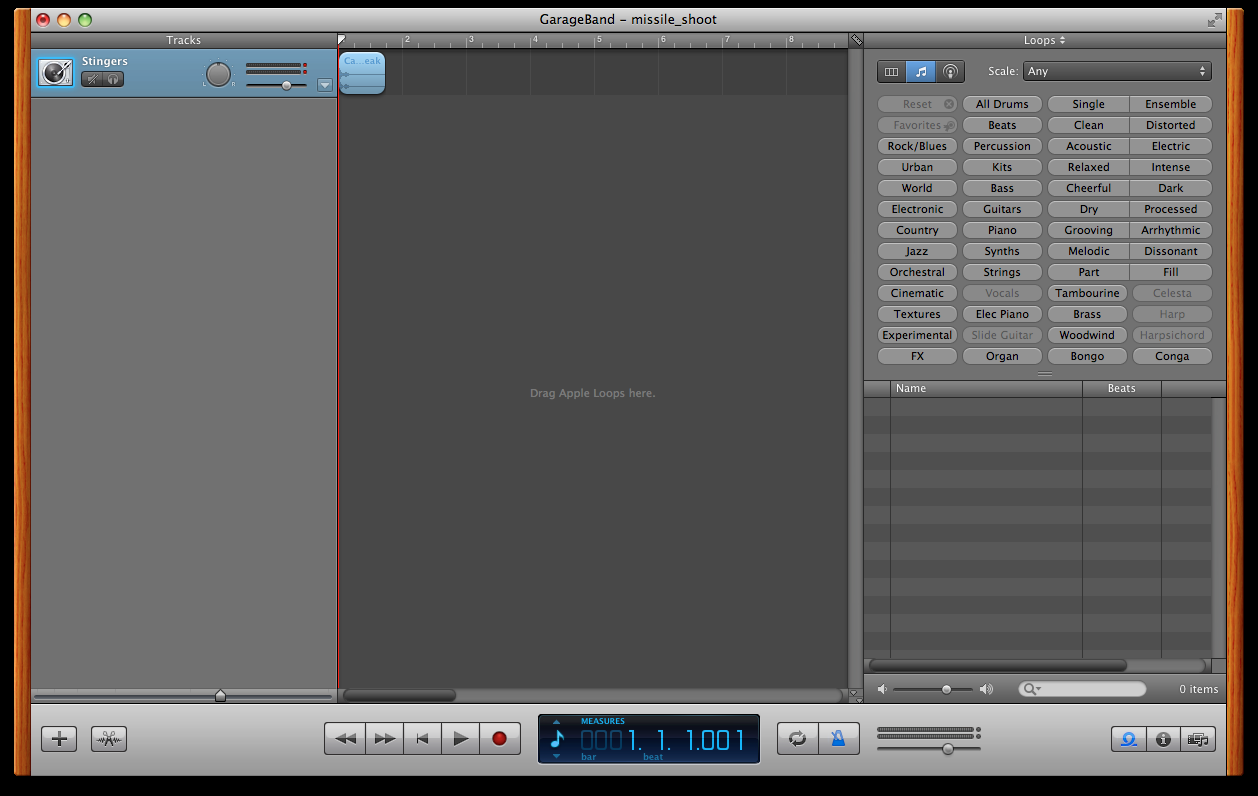 GarageBand – missile_shoot
Tracks
2 3 4 5 6 7 8
Loops
Stingers
L R
Ca...eak
Scale: Any
Reset All Drums Single Ensemble
Favorites Beats Clean Distorted
Rock/Blues Percussion Acoustic Electric
Urban Kits Relaxed Intense
World Bass Cheerful Dark
Electronic Guitars Dry Processed
Country Piano Grooving Arrhythmic
Jazz Synths Melodic Dissonant
Orchestral Strings Part Fill
Cinematic Vocals Tambourine Celesta
Textures Elec Piano Brass Harp
Experimental Slide Guitar Woodwind Harpsichord
FX Organ Bongo Conga
Name Beats
Drag Apple Loops here.
0 items
MEASURES
0001. 1. 1.001
bar beat